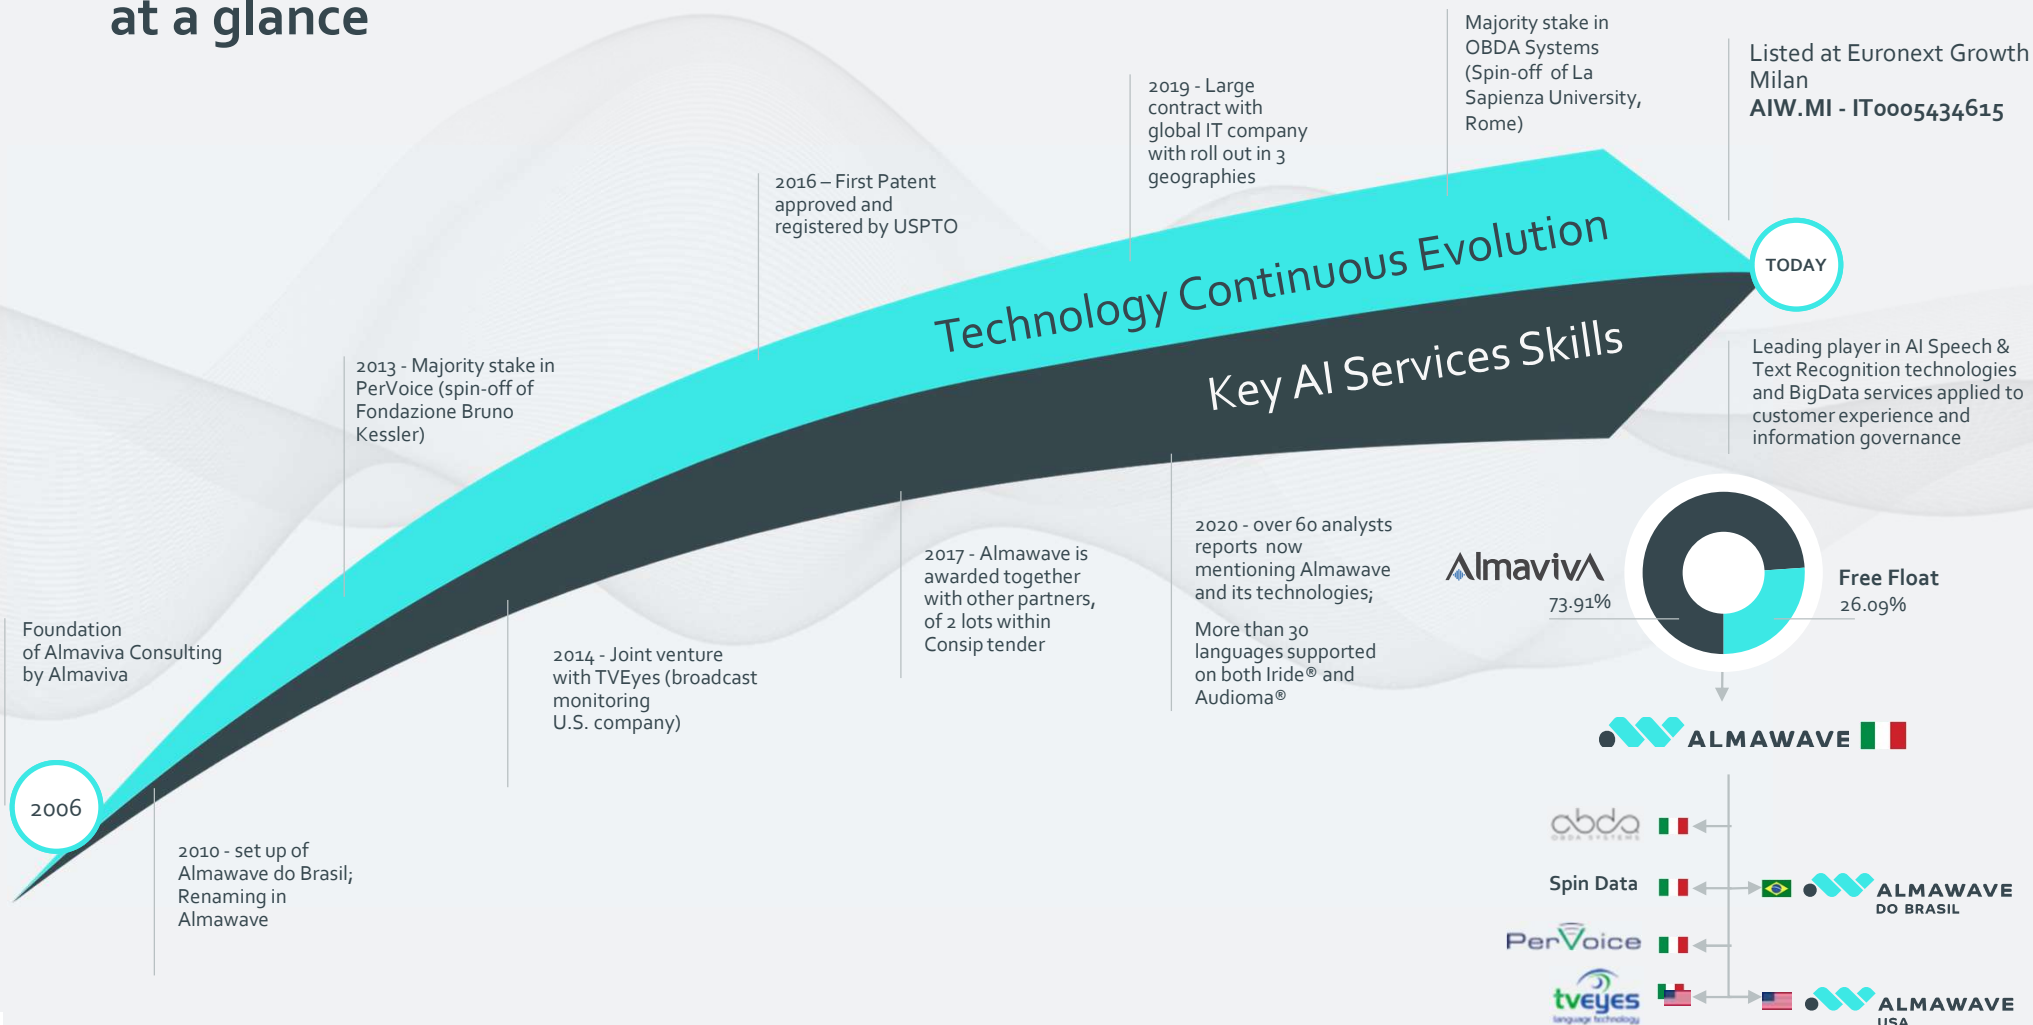 at a glance
Majority stake in
OBDA Systems
(Spin-off of La
Sapienza University,
Rome)
Listed at Euronext Growth
Milan
AIW.MI - IT0005434615
2019 - Large
contract with
global IT company
with roll out in 3
geographies
2016 – First Patent
approved and
registered by USPTO
Technology Continuous Evolution
TODAY
Key AI Services Skills
Leading player in AI Speech &
Text Recognition technologies
and BigData services applied to
customer experience and
information governance
2013 - Majority stake in
PerVoice (spin-off of
Fondazione Bruno
Kessler)
2020 - over 60 analysts
reports now
mentioning Almawave
and its technologies;
More than 30
languages supported
on both Iride® and
Audioma®
2017 - Almawave is
awarded together
with other partners,
of 2 lots within
Consip tender
AlmavivA
73.91%
Free Float
26.09%
Foundation
of Almaviva Consulting
by Almaviva
2014 - Joint venture
with TVEyes (broadcast
monitoring
U.S. company)
2006
2010 - set up of
Almawave do Brasil;
Renaming in
Almawave
ALMAWAVE
obda
OBDA SYSTEMS
Spin Data
ALMAWAVE
DO BRASIL
PerVoice
tveyes
language technology
ALMAWAVE
USA